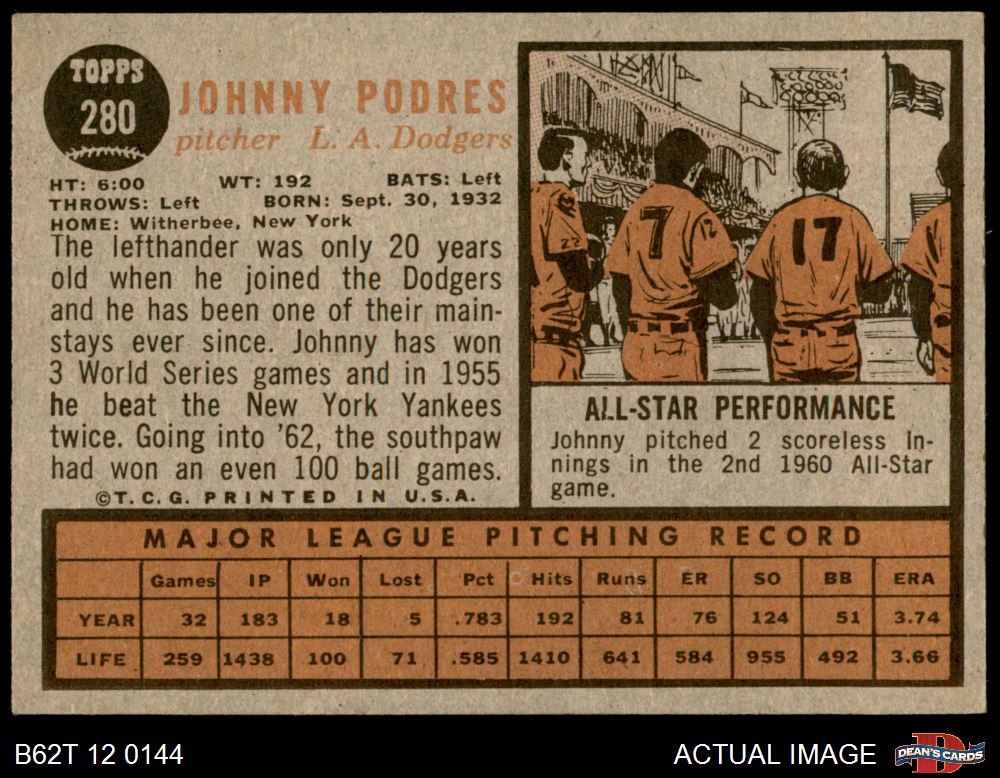 TOPPS
280
JOHNNY PODRES
pitcher L. A. Dodgers
HT: 6:00 WT: 192 BATS: Left
THROWS: Left BORN: Sept. 30, 1932
HOME: Witherbee, New York
The lefthander was only 20 years
old when he joined the Dodgers
and he has been one of their main-
stays ever since. Johnny has won
3 World Series games and in 1955
he beat the New York Yankees
twice. Going into '62, the southpaw
had won an even 100 ball games.
©T.C.G. PRINTED IN U.S.A.
22
7
12
17
ALL-STAR PERFORMANCE
Johnny pitched 2 scoreless In-
nings in the 2nd 1960 All-Star
game.
MAJOR LEAGUE PITCHING RECORD
Games IP Won Lost Pct Hits Runs ER SO BB ERA
YEAR 32 183 18 5 .783 192 81 76 124 51 3.74
LIFE 259 1438 100 71 .585 1410 641 584 955 492 3.66
B62T 12 0144
ACTUAL IMAGE
DEAN'S CARDS